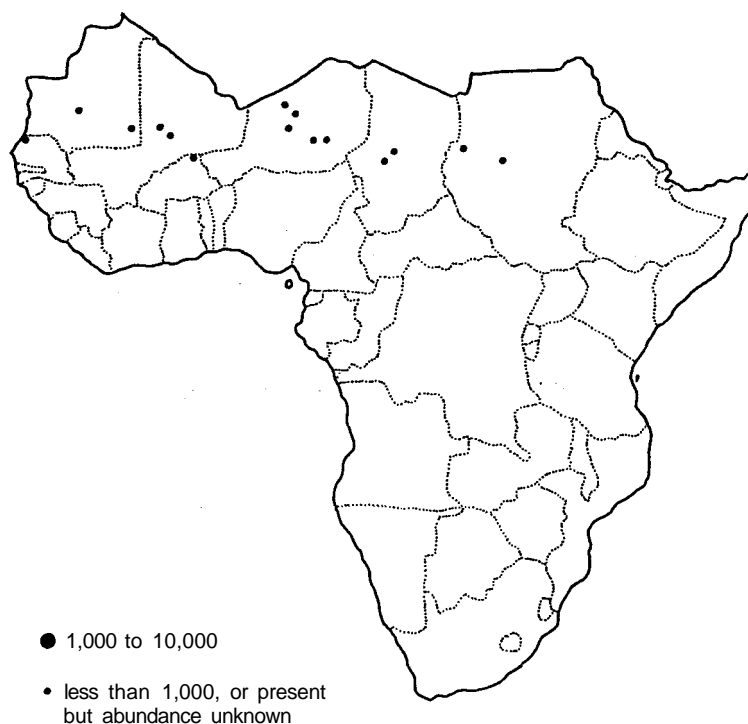 1,000 to 10,000
less than 1,000, or present
but abundance unknown